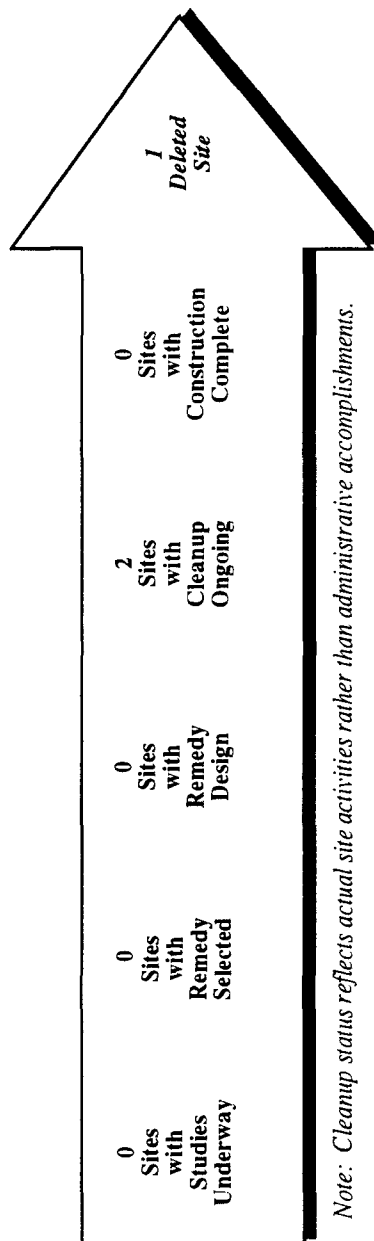 0
Sites
with
Studies
Underway
0
Sites
with
Remedy
Selected
0
Sites
with
Remedy
Design
2
Sites
with
Cleanup
Ongoing
0
Sites
with
Construction
Complete
1
Deleted
Site
Note: Cleanup status reflects actual site activities rather than administrative accomplishments.